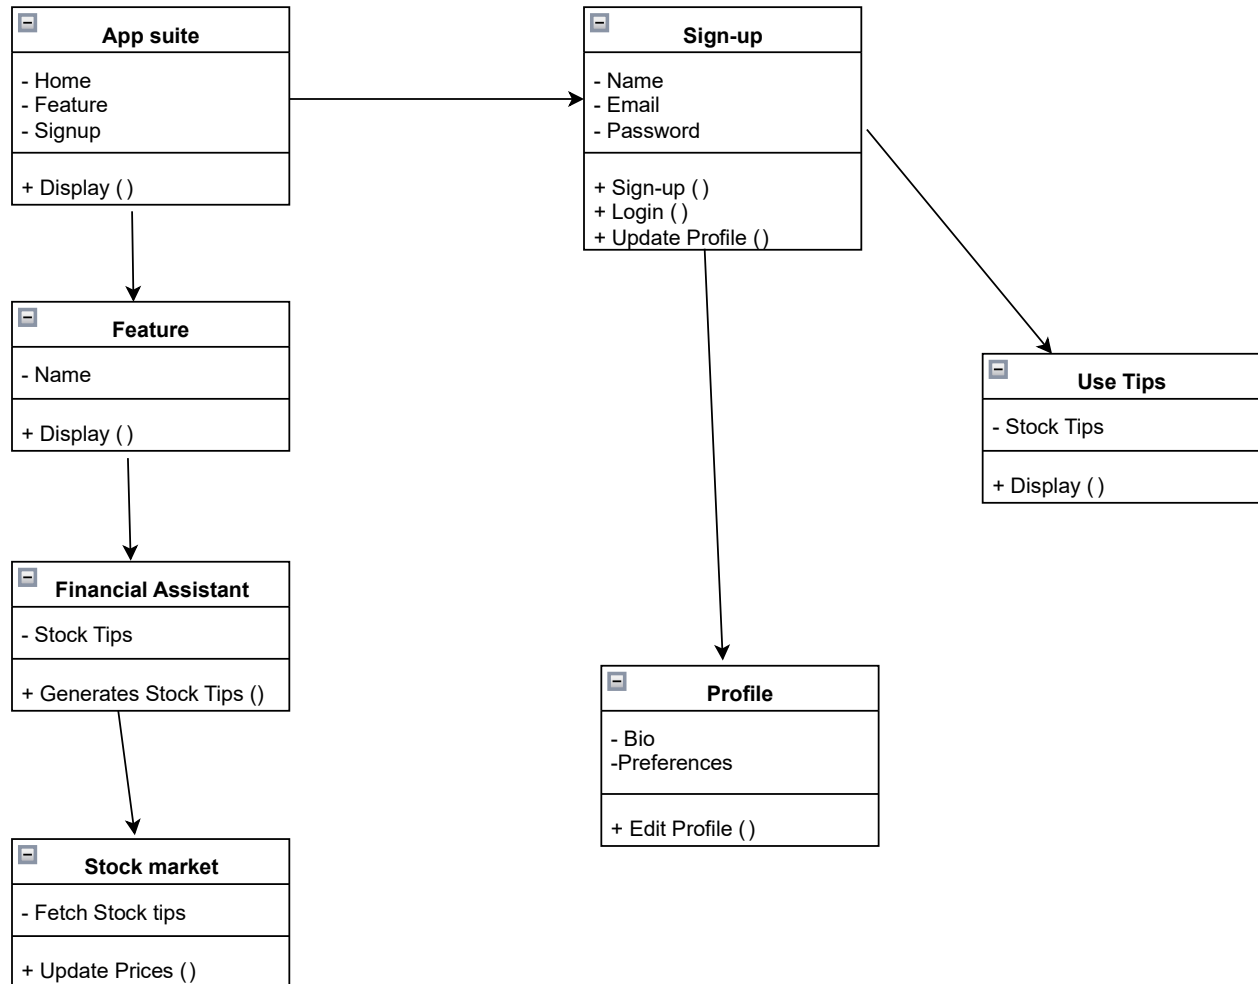 App suite
- Home
- Feature
- Signup
+ Display ( )
Sign-up
- Name
- Email
- Password
+ Sign-up ( )
+ Login ( )
+ Update Profile ( )
Feature
- Name
+ Display ( )
Use Tips
- Stock Tips
+ Display ( )
Financial Assistant
- Stock Tips
+ Generates Stock Tips ()
Profile
- Bio
-Preferences
+ Edit Profile ( )
Stock market
- Fetch Stock tips
+ Update Prices ( )